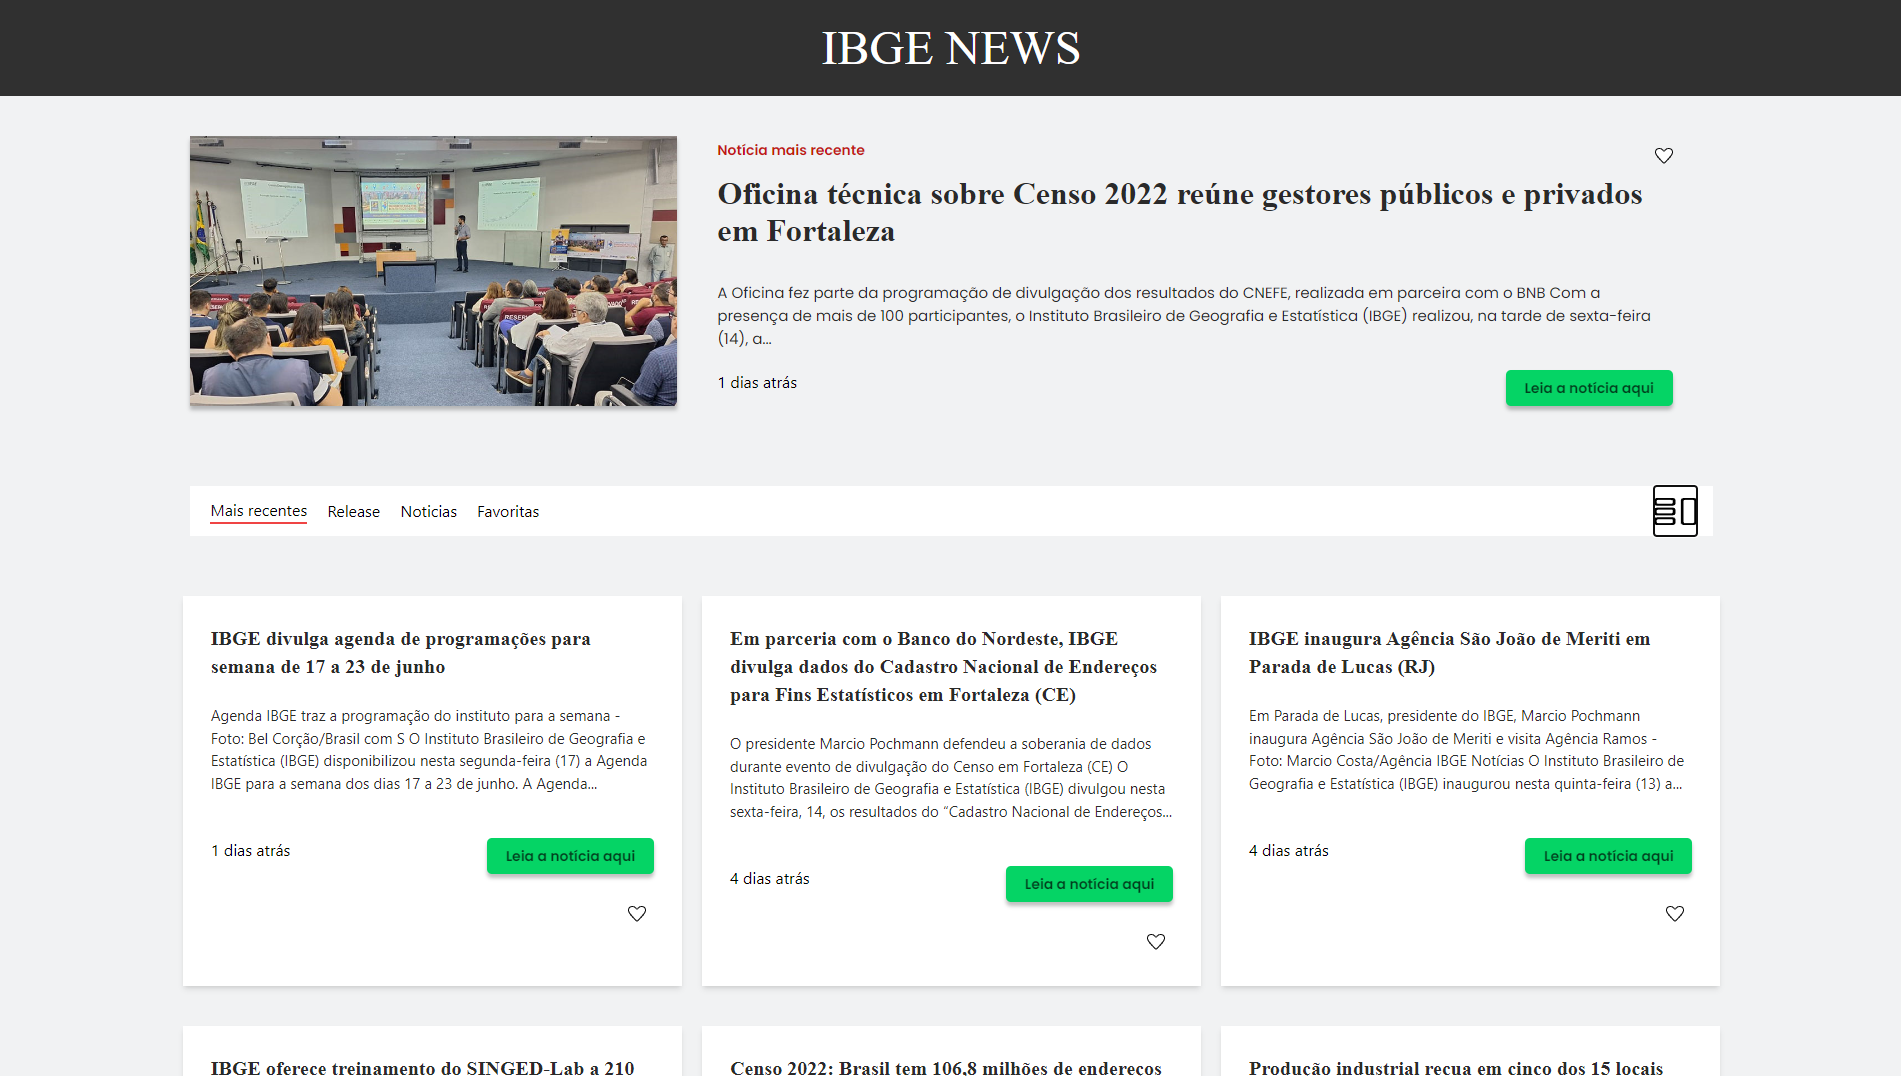 IBGE NEWS
Notícia mais recente
Oficina técnica sobre Censo 2022 reúne gestores públicos e privados
em Fortaleza
A Oficina fez parte da programação de divulgação dos resultados do CNEFE, realizada em parceira com o BNB Com a
presença de mais de 100 participantes, o Instituto Brasileiro de Geografia e Estatística (IBGE) realizou, na tarde de sexta-feira
(14), a...
1 dias atrás
Leia a notícia aqui
Mais recentes
Release
Noticias
Favoritas
IBGE divulga agenda de programações para
semana de 17 a 23 de junho
Agenda IBGE traz a programação do instituto para a semana -
Foto: Bel Corção/Brasil com S O Instituto Brasileiro de Geografia e
Estatística (IBGE) disponibilizou nesta segunda-feira (17) a Agenda
IBGE para a semana dos dias 17 a 23 de junho. A Agenda...
1 dias atrás
Leia a notícia aqui
Em parceria com o Banco do Nordeste, IBGE
divulga dados do Cadastro Nacional de Endereços
para Fins Estatísticos em Fortaleza (CE)
O presidente Marcio Pochmann defendeu a soberania de dados
durante evento de divulgação do Censo em Fortaleza (CE) O
Instituto Brasileiro de Geografia e Estatística (IBGE) divulgou nesta
sexta-feira, 14, os resultados do “Cadastro Nacional de Endereços...
4 dias atrás
Leia a notícia aqui
IBGE inaugura Agência São João de Meriti em
Parada de Lucas (RJ)
Em Parada de Lucas, presidente do IBGE, Marcio Pochmann
inaugura Agência São João de Meriti e visita Agência Ramos -
Foto: Marcio Costa/Agência IBGE Notícias O Instituto Brasileiro de
Geografia e Estatística (IBGE) inaugurou nesta quinta-feira (13) a...
4 dias atrás
Leia a notícia aqui
IBGE oferece treinamento do SINGED-Lab a 210
Censo 2022: Brasil tem 106,8 milhões de endereços
Produção industrial recua em cinco dos 15 locais